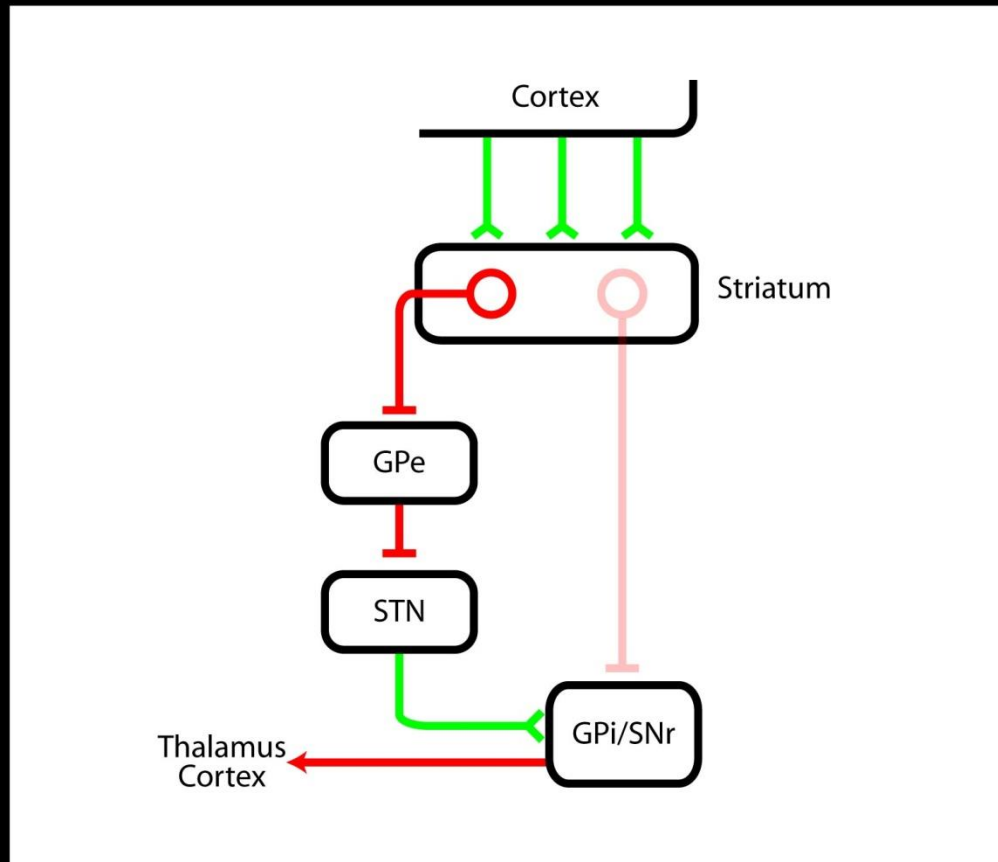 Cortex
Striatum
GPe
STN
GPi/SNr
Thalamus
Cortex